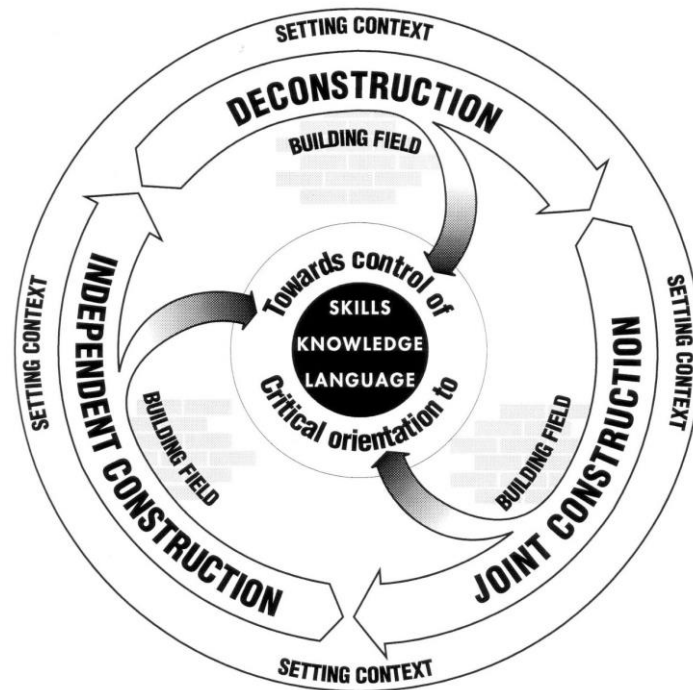 SETTING CONTEXT
DECONSTRUCTION
BUILDING FIELD
Towards control of
SKILLS
KNOWLEDGE
LANGUAGE
Critical orientation to
SETTING CONTEXT
INDEPENDENT CONSTRUCTION
BUILDING FIELD
SETTING CONTEXT
JOINT CONSTRUCTION
BUILDING FIELD
SETTING CONTEXT